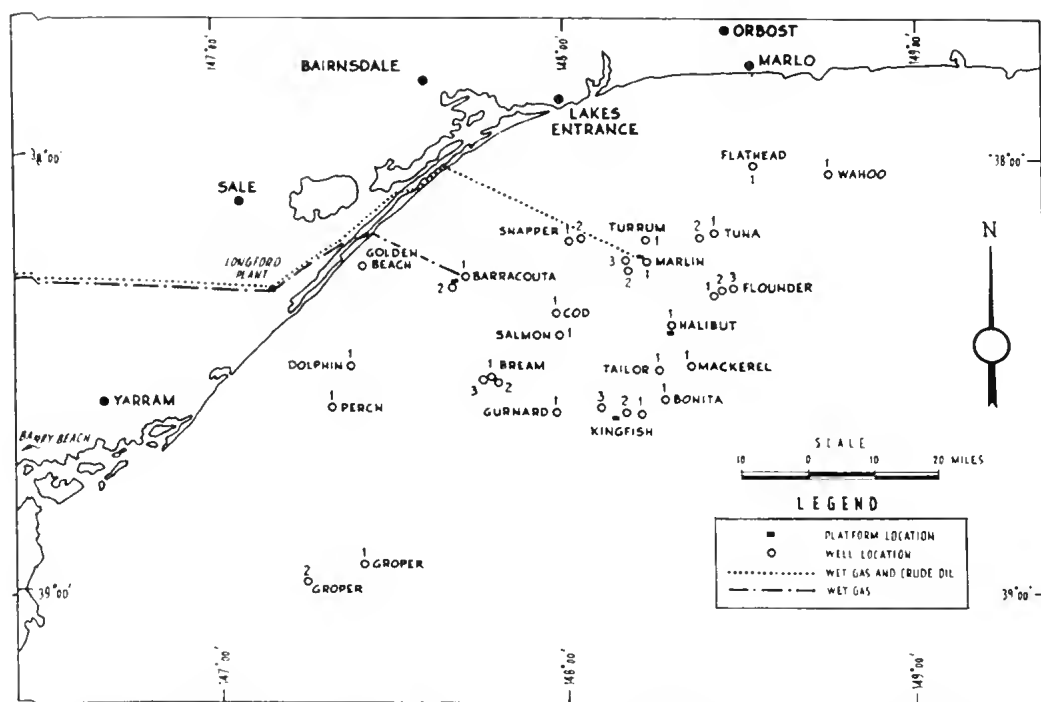 147°00'
148°00'
149°00'
ORBOST
MARLO
BAIRNSDALE
LAKES
ENTRANCE
38°00'
38°00'
FLATHEAD
1
1
WAHOO
SALE
SNAPPER
1 2
TURRUM
1
2 1
TUNA
LONGFORD
PLANT
GOLDEN
BEACH
1
BARRACOUTA
2
3
2
1
MARLIN
1 2 3
FLOUNDER
1
COD
SALMON 1
1
HALIBUT
DOLPHIN 1
1
BREAM
3 2
TAILOR 1
1
MACKEREL
YARRAM
1
PERCH
GURNARD 1
3 2 1
KINGFISH
1
BONITA
BARRY BEACH
N
SCALE
10 0 10 20 MILES
LEGEND
PLATFORM LOCATION
WELL LOCATION
WET GAS AND CRUDE OIL
WET GAS
1
GROPER
2
GROPER
39°00'
39°00'
147°00'
148°00'
149°00'